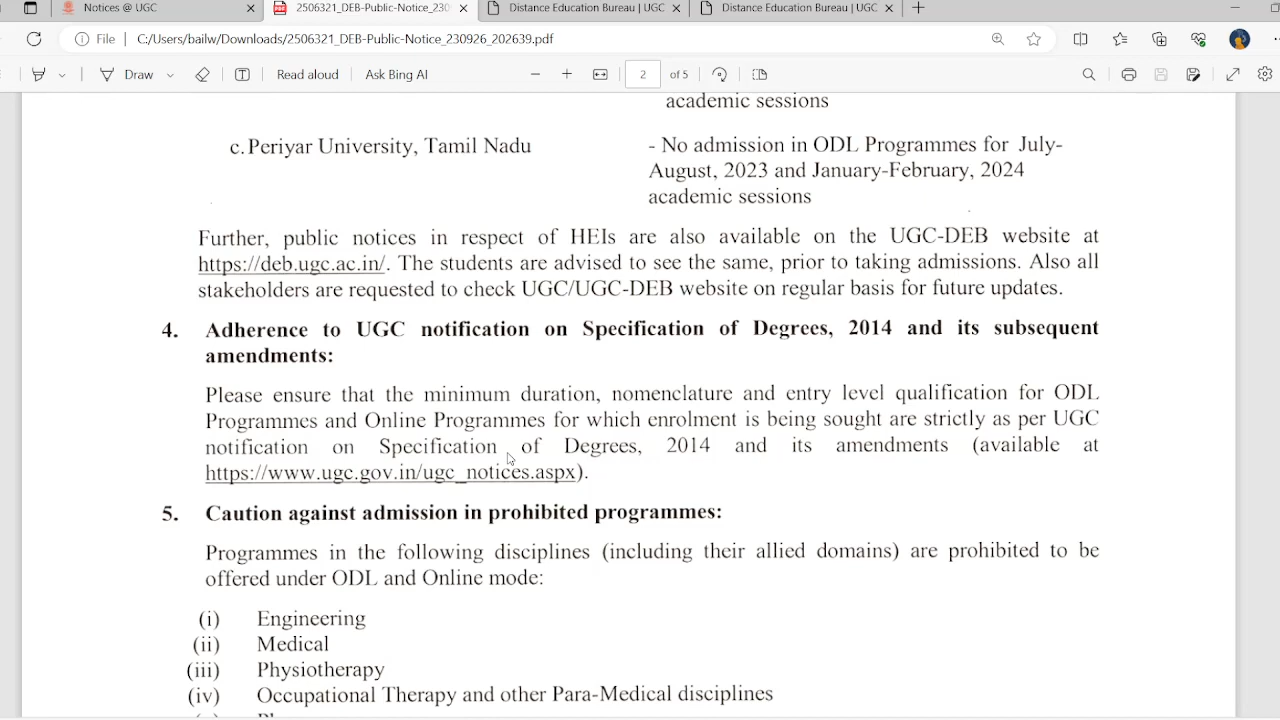 Notices @ UGC
2506321_DEB-Public-Notice_230
Distance Education Bureau | UGC
Distance Education Bureau | UGC
File
C:/Users/bailw/Downloads/2506321_DEB-Public-Notice_230926_202639.pdf
Draw
Read aloud
Ask Bing AI
2 of 5
academic sessions
c. Periyar University, Tamil Nadu
- No admission in ODL Programmes for July-
August, 2023 and January-February, 2024
academic sessions
Further, public notices in respect of HEIs are also available on the UGC-DEB website at
https://deb.ugc.ac.in/. The students are advised to see the same, prior to taking admissions. Also all
stakeholders are requested to check UGC/UGC-DEB website on regular basis for future updates.
4. Adherence to UGC notification on Specification of Degrees, 2014 and its subsequent
amendments:
Please ensure that the minimum duration, nomenclature and entry level qualification for ODL
Programmes and Online Programmes for which enrolment is being sought are strictly as per UGC
notification on Specification of Degrees, 2014 and its amendments (available at
https://www.ugc.gov.in/ugc_notices.aspx).
5. Caution against admission in prohibited programmes:
Programmes in the following disciplines (including their allied domains) are prohibited to be
offered under ODL and Online mode:
(i) Engineering
(ii) Medical
(iii) Physiotherapy
(iv) Occupational Therapy and other Para-Medical disciplines